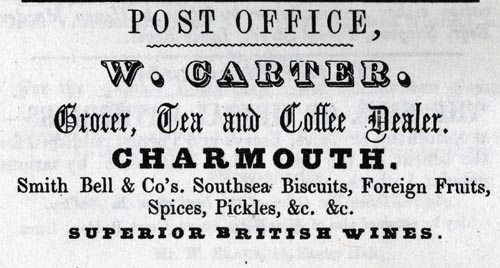 POST OFFICE,
W. CARTER.
Grocer, Tea and Coffee Dealer.
CHARMOUTH.
Smith Bell & Co's. Southsea Biscuits, Foreign Fruits,
Spices, Pickles, &c. &c.
SUPERIOR BRITISH WINES.